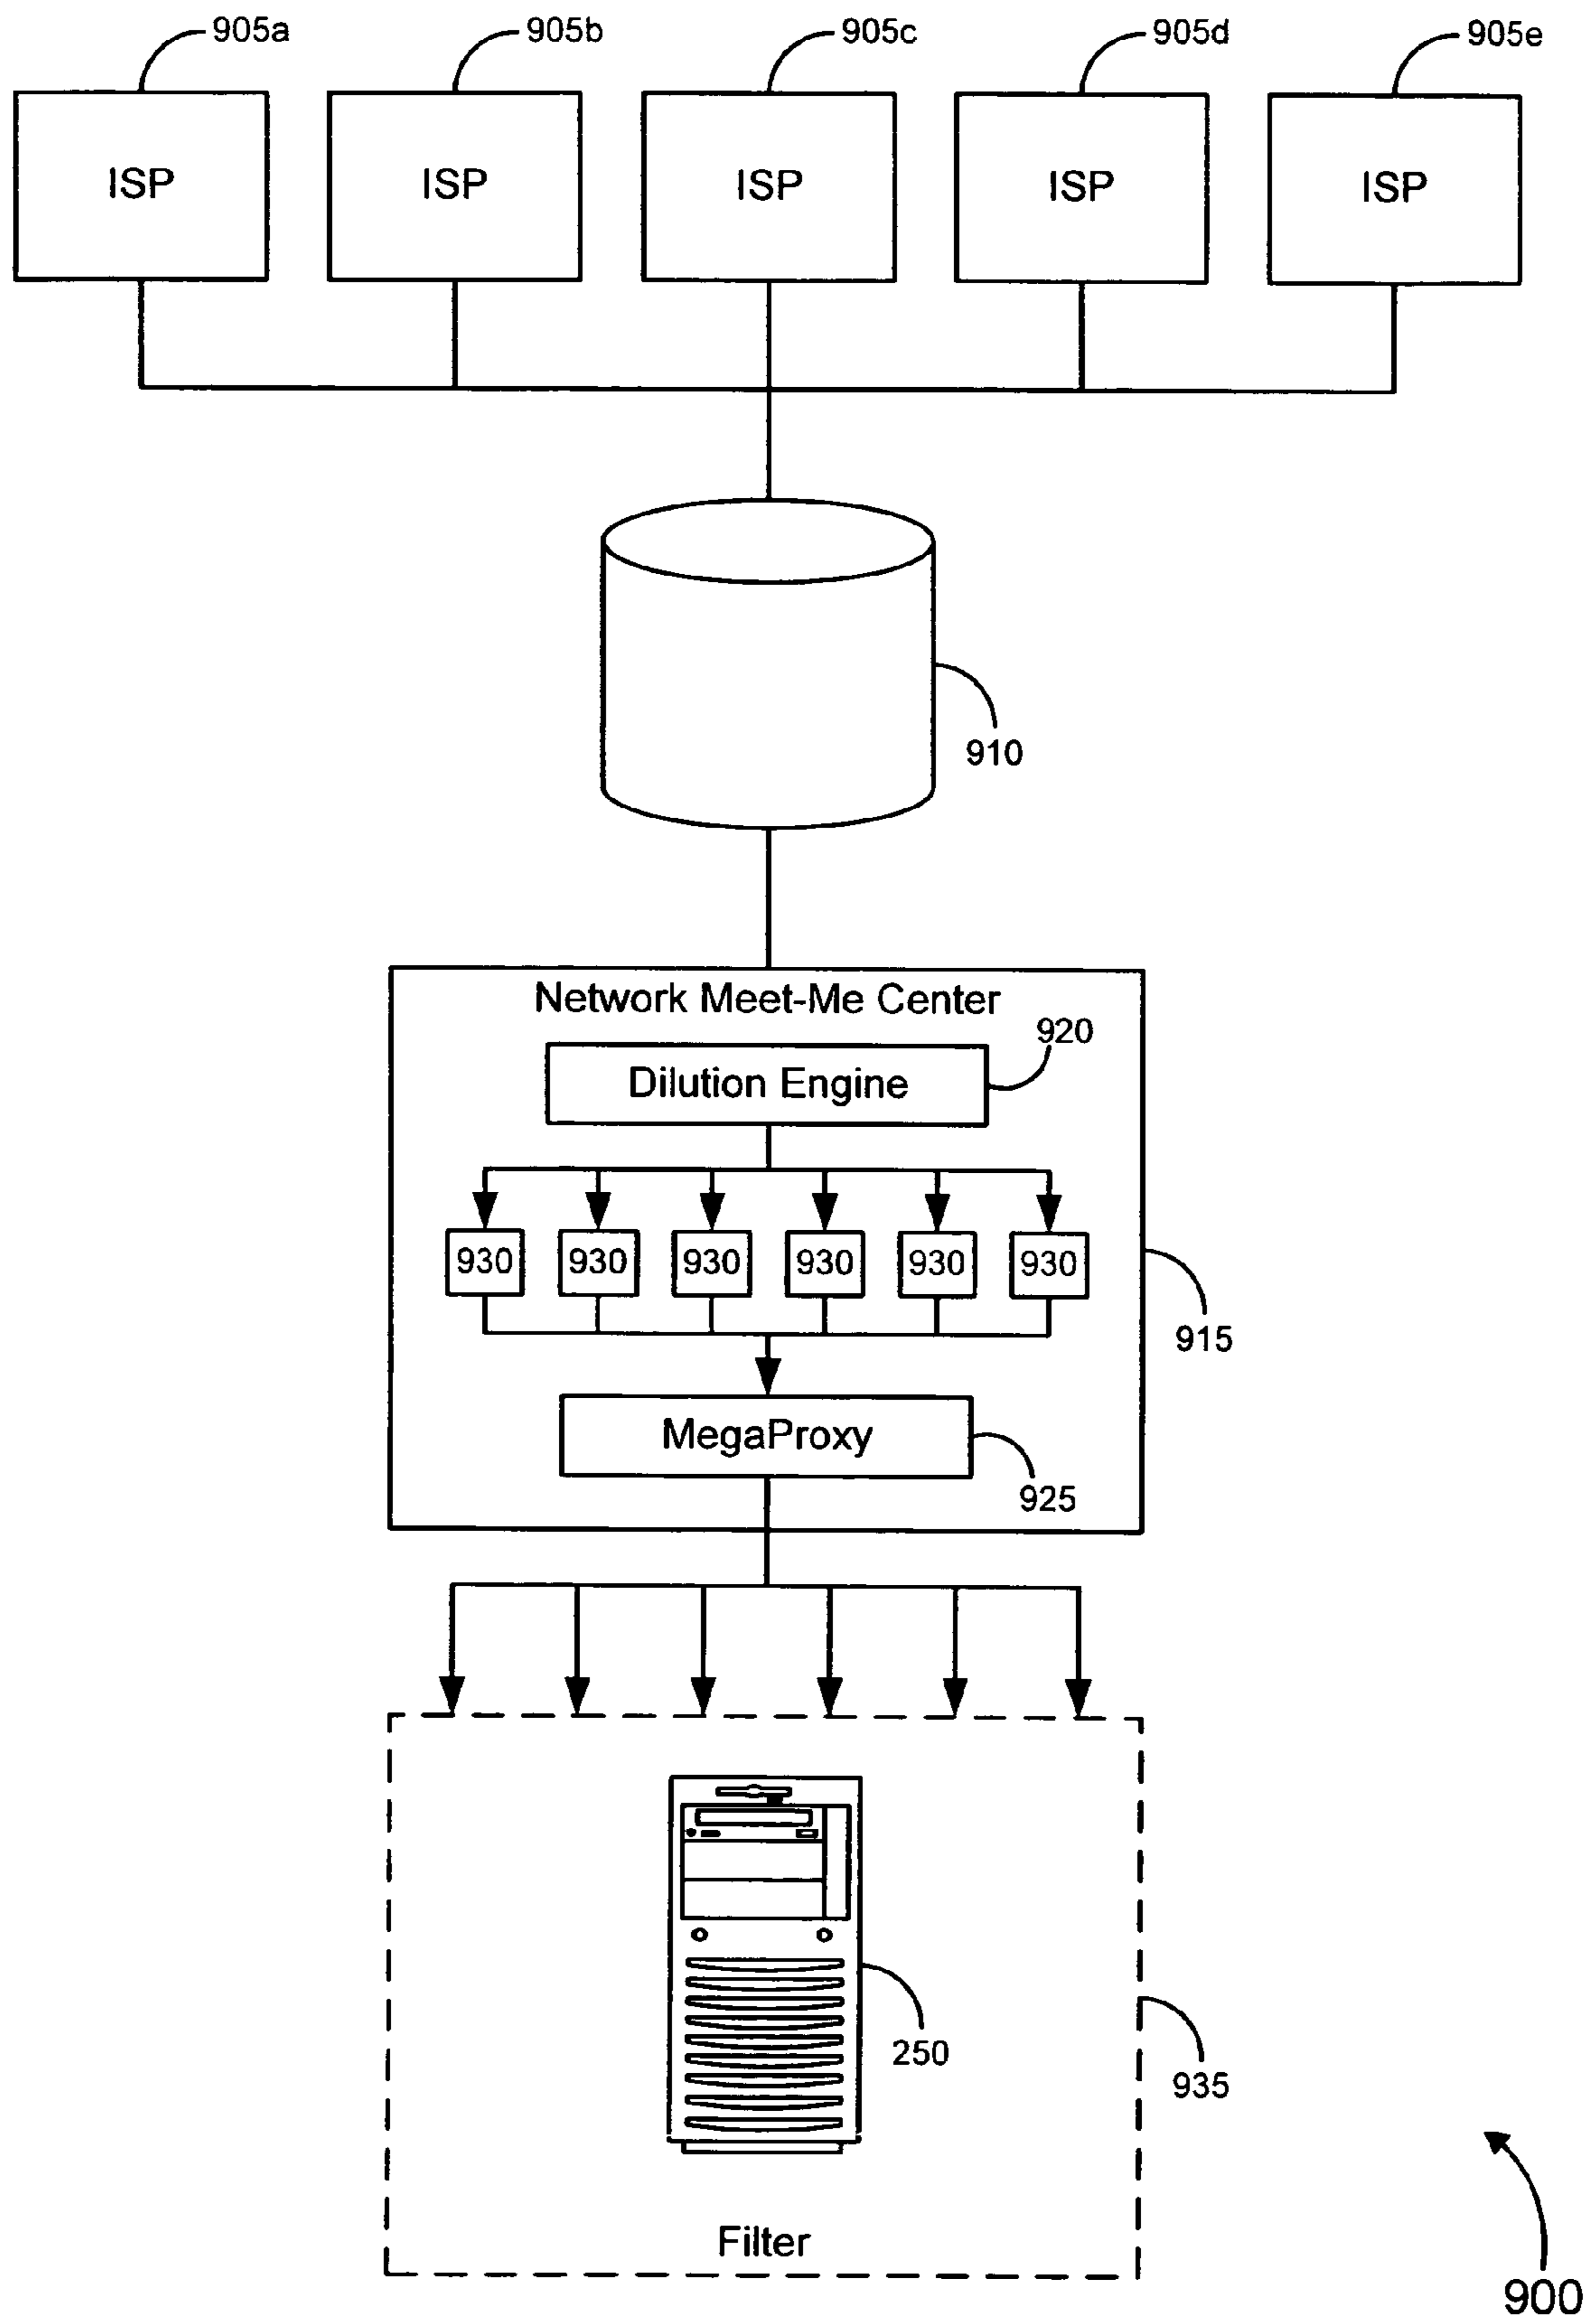 905a 905b 905c 905d 905e
ISP ISP ISP ISP ISP
910
Network Meet-Me Center
920
Dilution Engine
930 930 930 930 930 930
915
MegaProxy
925
250
935
Filter
900